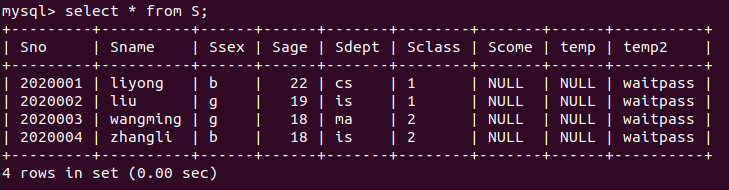 mysql> select * from S;
+---------+----------+------+------+-------+--------+-------+------+----------+
| Sno     | Sname    | Ssex | Sage | Sdept | Sclass | Scome | temp | temp2    |
+---------+----------+------+------+-------+--------+-------+------+----------+
| 2020001 | liyong   | b    |   22 | cs    | 1      | NULL  | NULL | waitpass |
| 2020002 | liu      | g    |   19 | is    | 1      | NULL  | NULL | waitpass |
| 2020003 | wangming | g    |   18 | ma    | 2      | NULL  | NULL | waitpass |
| 2020004 | zhangli  | b    |   18 | is    | 2      | NULL  | NULL | waitpass |
+---------+----------+------+------+-------+--------+-------+------+----------+
4 rows in set (0.00 sec)